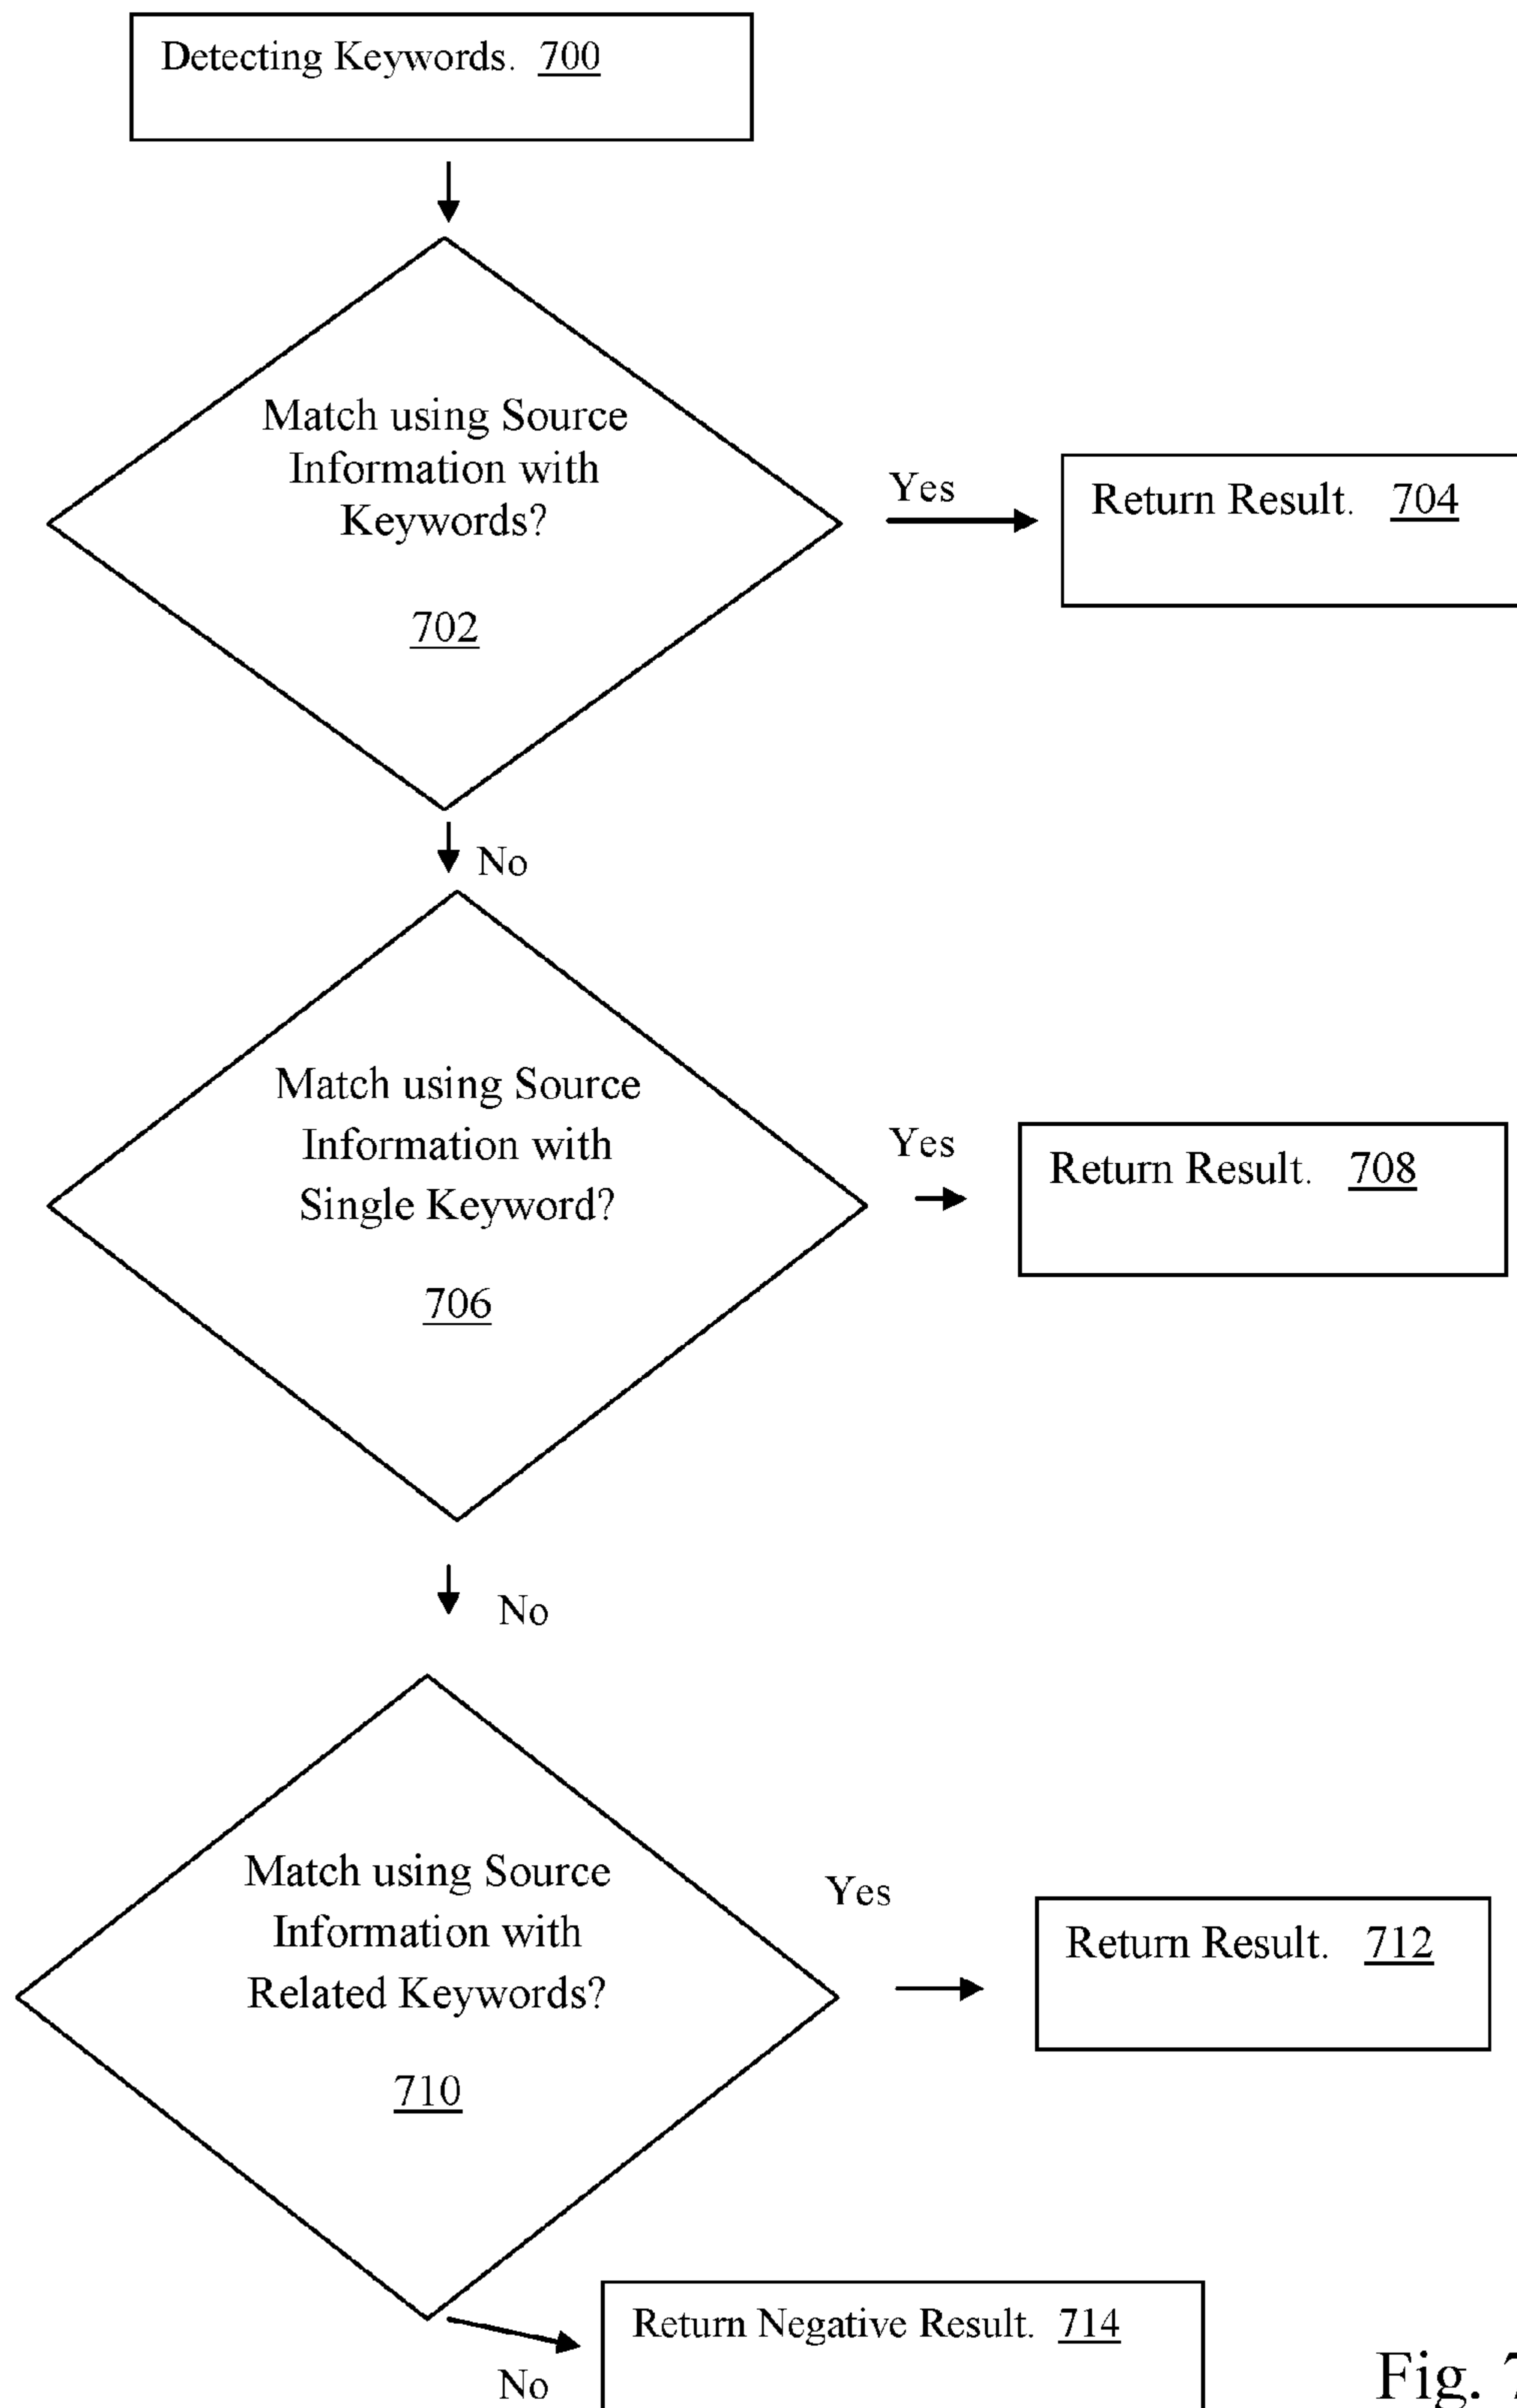 Detecting Keywords. 700
Match using Source
Information with
Keywords?
702
Yes
Return Result. 704
No
Match using Source
Information with
Single Keyword?
706
Yes
Return Result. 708
No
Match using Source
Information with
Related Keywords?
710
Yes
Return Result. 712
No
Return Negative Result. 714
Fig. 7